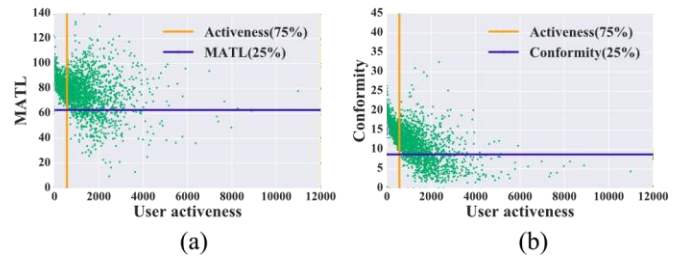 140
120
100
80
60
40
20
0
MATL
Activeness(75%)
MATL(25%)
0 2000 4000 6000 8000 10000 12000
User activeness
(a)
45
40
35
30
25
20
15
10
5
0
Conformity
Activeness(75%)
Conformity(25%)
0 2000 4000 6000 8000 10000 12000
User activeness
(b)